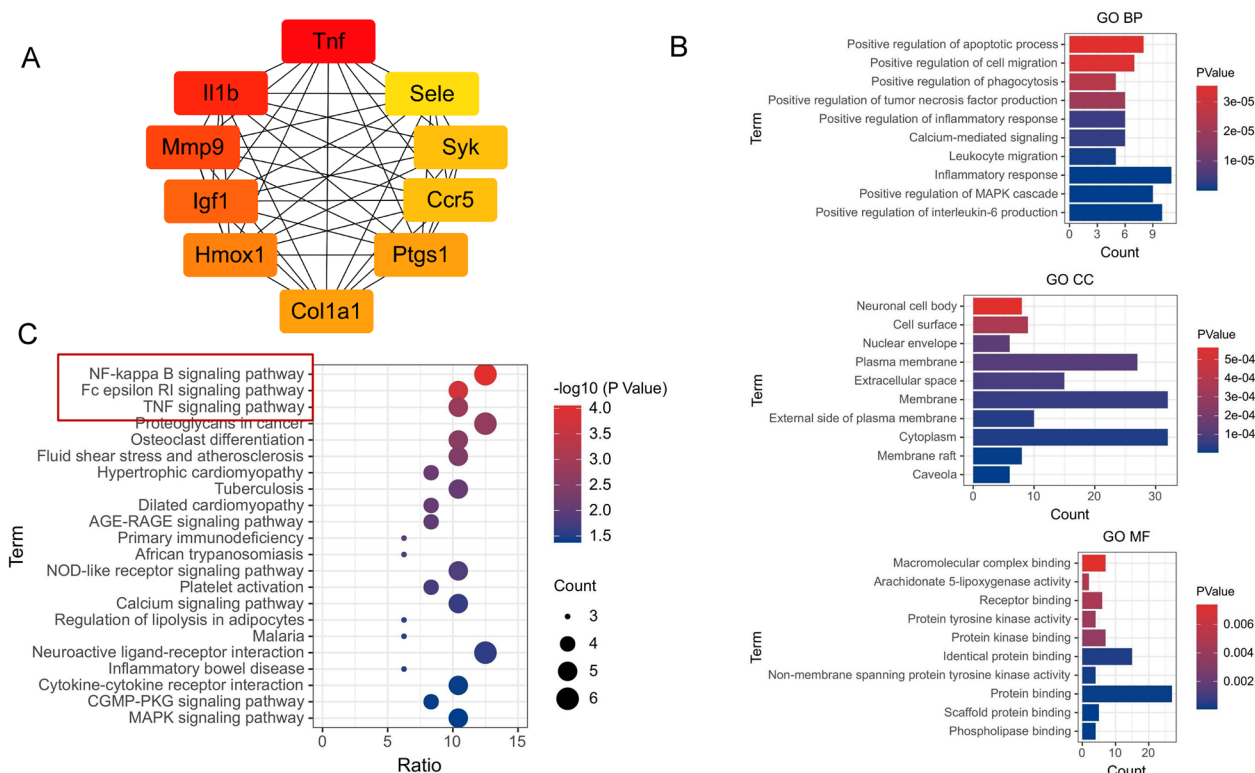 A
Tnf
Il1b
Sele
Mmp9
Syk
Igf1
Ccr5
Hmox1
Ptgs1
Col1a1
B
GO BP
Term
Positive regulation of apoptotic process
Positive regulation of cell migration
Positive regulation of phagocytosis
Positive regulation of tumor necrosis factor production
Positive regulation of inflammatory response
Calcium-mediated signaling
Leukocyte migration
Inflammatory response
Positive regulation of MAPK cascade
Positive regulation of interleukin-6 production
0 3 6 9
Count
PValue
3e-05
2e-05
1e-05
GO CC
Term
Neuronal cell body
Cell surface
Nuclear envelope
Plasma membrane
Extracellular space
Membrane
External side of plasma membrane
Cytoplasm
Membrane raft
Caveola
0 10 20 30
Count
PValue
5e-04
4e-04
3e-04
2e-04
1e-04
GO MF
Term
Macromolecular complex binding
Arachidonate 5-lipoxygenase activity
Receptor binding
Protein tyrosine kinase activity
Protein kinase binding
Identical protein binding
Non-membrane spanning protein tyrosine kinase activity
Protein binding
Scaffold protein binding
Phospholipase binding
0 10 20
Count
PValue
0.006
0.004
0.002
C
Term
NF-kappa B signaling pathway
Fc epsilon RI signaling pathway
TNF signaling pathway
Proteoglycans in cancer
Osteoclast differentiation
Fluid shear stress and atherosclerosis
Hypertrophic cardiomyopathy
Tuberculosis
Dilated cardiomyopathy
AGE-RAGE signaling pathway
Primary immunodeficiency
African trypanosomiasis
NOD-like receptor signaling pathway
Platelet activation
Calcium signaling pathway
Regulation of lipolysis in adipocytes
Malaria
Neuroactive ligand-receptor interaction
Inflammatory bowel disease
Cytokine-cytokine receptor interaction
CGMP-PKG signaling pathway
MAPK signaling pathway
0 5 10 15
Ratio
-log10 (P Value)
4.0
3.5
3.0
2.5
2.0
1.5
Count
3
4
5
6